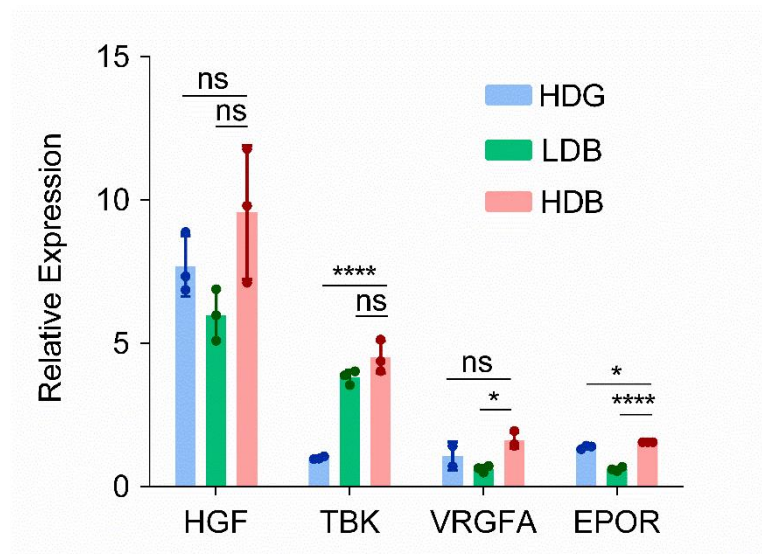 15
10
5
0
Relative Expression
HDG
LDB
HDB
ns
ns
****
ns
ns
*
*
****
HGF TBK VRGFA EPOR